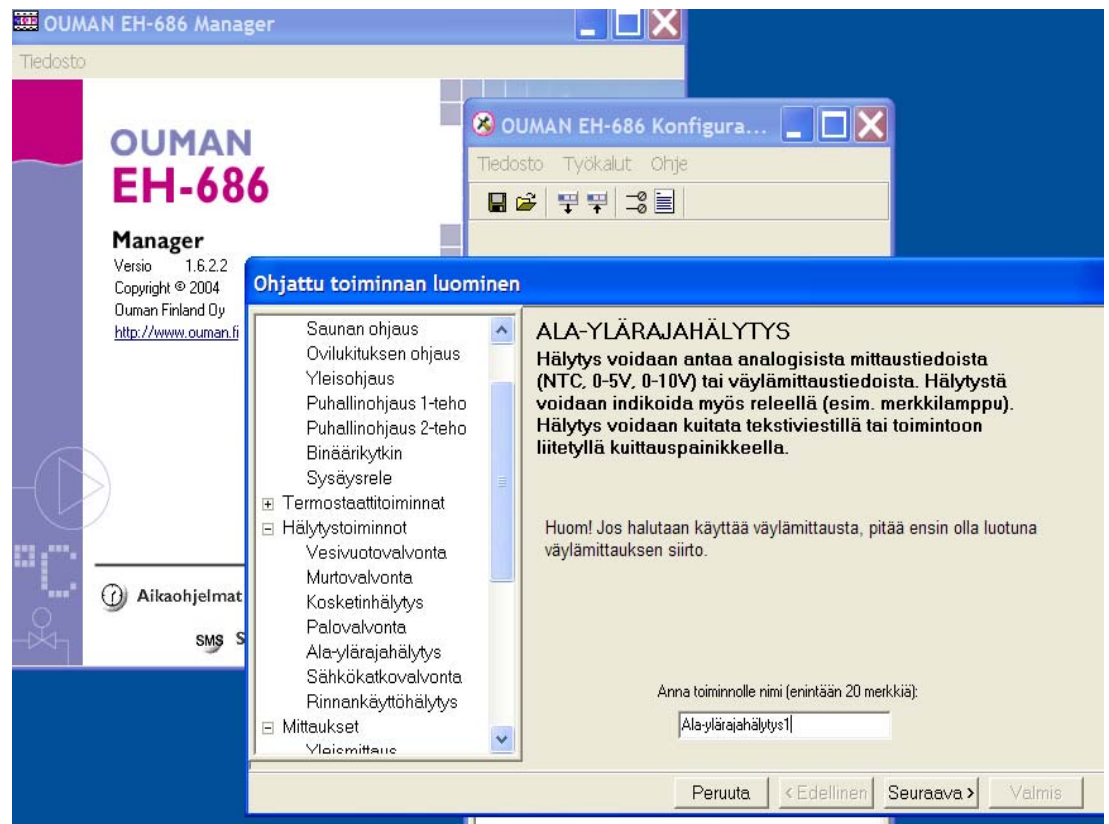 OUMAN EH-686 Manager
Tiedosto
OUMAN
EH-686
Manager
Versio 1.6.2.2
Copyright © 2004
Ouman Finland Oy
http://www.ouman.fi
°C
Aikaohjelmat
SMS S
OUMAN EH-686 Konfigura...
Tiedosto Työkalut Ohje
Ohjattu toiminnan luominen
Saunan ohjaus
Ovilukituksen ohjaus
Yleisohjaus
Puhallinohjaus 1-teho
Puhallinohjaus 2-teho
Binäärikytkin
Sysäysrele
Termostaattitoiminnat
Hälytystoiminnot
Vesivuotovalvonta
Murtovalvonta
Kosketinhälytys
Palovalvonta
Ala-ylärajahälytys
Sähkökatkovalvonta
Rinnankäyttöhälytys
Mittaukset
Yleismittaus
ALA-YLÄRAJAHÄLYTYS
Hälytys voidaan antaa analogisista mittaustiedoista
(NTC, 0-5V, 0-10V) tai väylämittaustiedoista. Hälytystä
voidaan indikoida myös releellä (esim. merkkilamppu).
Hälytys voidaan kuitata tekstiviestillä tai toimintoon
liitetyllä kuittauspainikkeella.
Huom! Jos halutaan käyttää väylämittausta, pitää ensin olla luotuna
väylämittauksen siirto.
Anna toiminnolle nimi (enintään 20 merkkiä):
Ala-ylärajahälytys1
Peruuta
< Edellinen
Seuraava >
Valmis